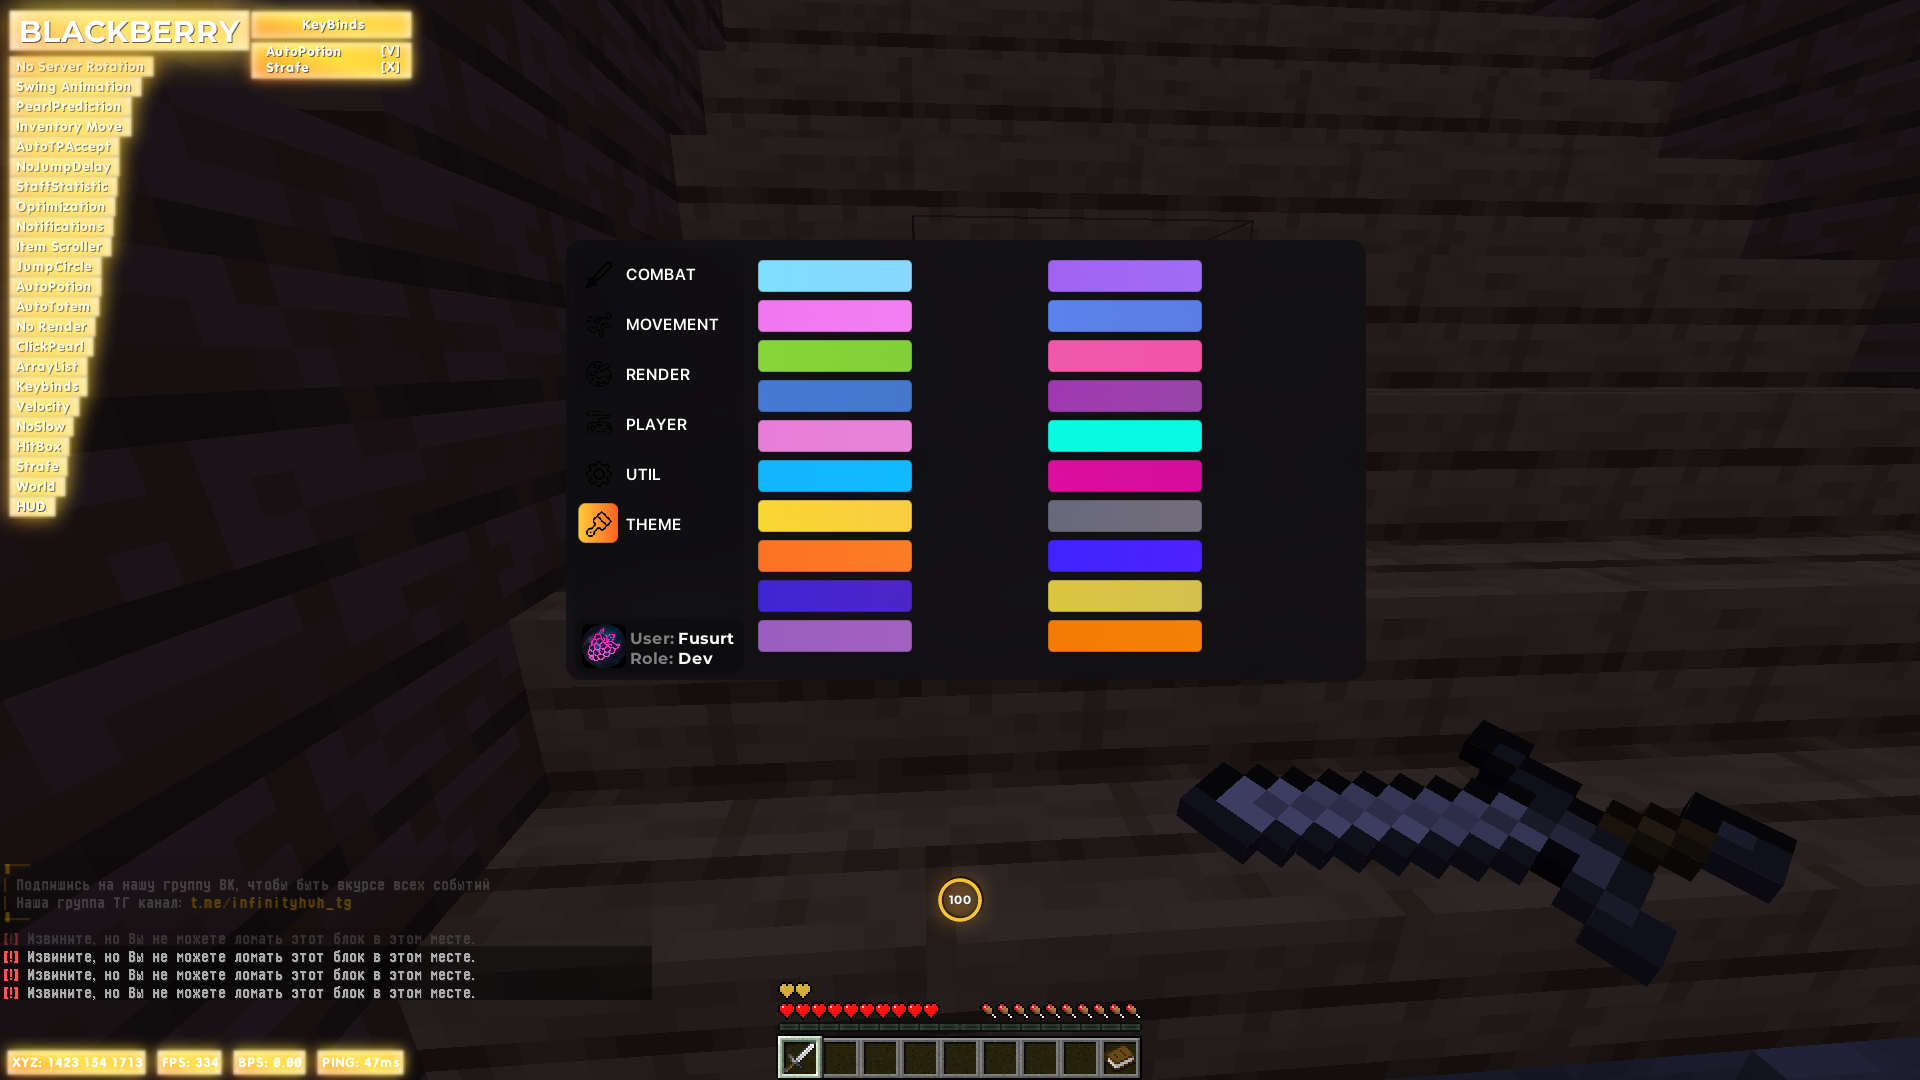 BLACKBERRY
KeyBinds
AutoPotion [V]
Strafe [X]
No Server Rotation
Swing Animation
PearlPrediction
Inventory Move
AutoTPAccept
NoJumpDelay
StaffStatistic
Optimization
Notifications
Item Scroller
JumpCircle
AutoPotion
AutoTotem
No Render
ClickPearl
ArrayList
Keybinds
Velocity
NoSlow
HitBox
Strafe
World
HUD
COMBAT
MOVEMENT
RENDER
PLAYER
UTIL
THEME
User: Fusurt
Role: Dev
Подпишись на нашу группу ВК, чтобы быть вкурсе всех событий
Наша группа ТГ канал: t.me/infinityhvh_tg
[!] Извините, но Вы не можете ломать этот блок в этом месте.
[!] Извините, но Вы не можете ломать этот блок в этом месте.
[!] Извините, но Вы не можете ломать этот блок в этом месте.
[!] Извините, но Вы не можете ломать этот блок в этом месте.
100
XYZ: 1423 154 1713 FPS: 334 BPS: 0.00 PING: 47ms